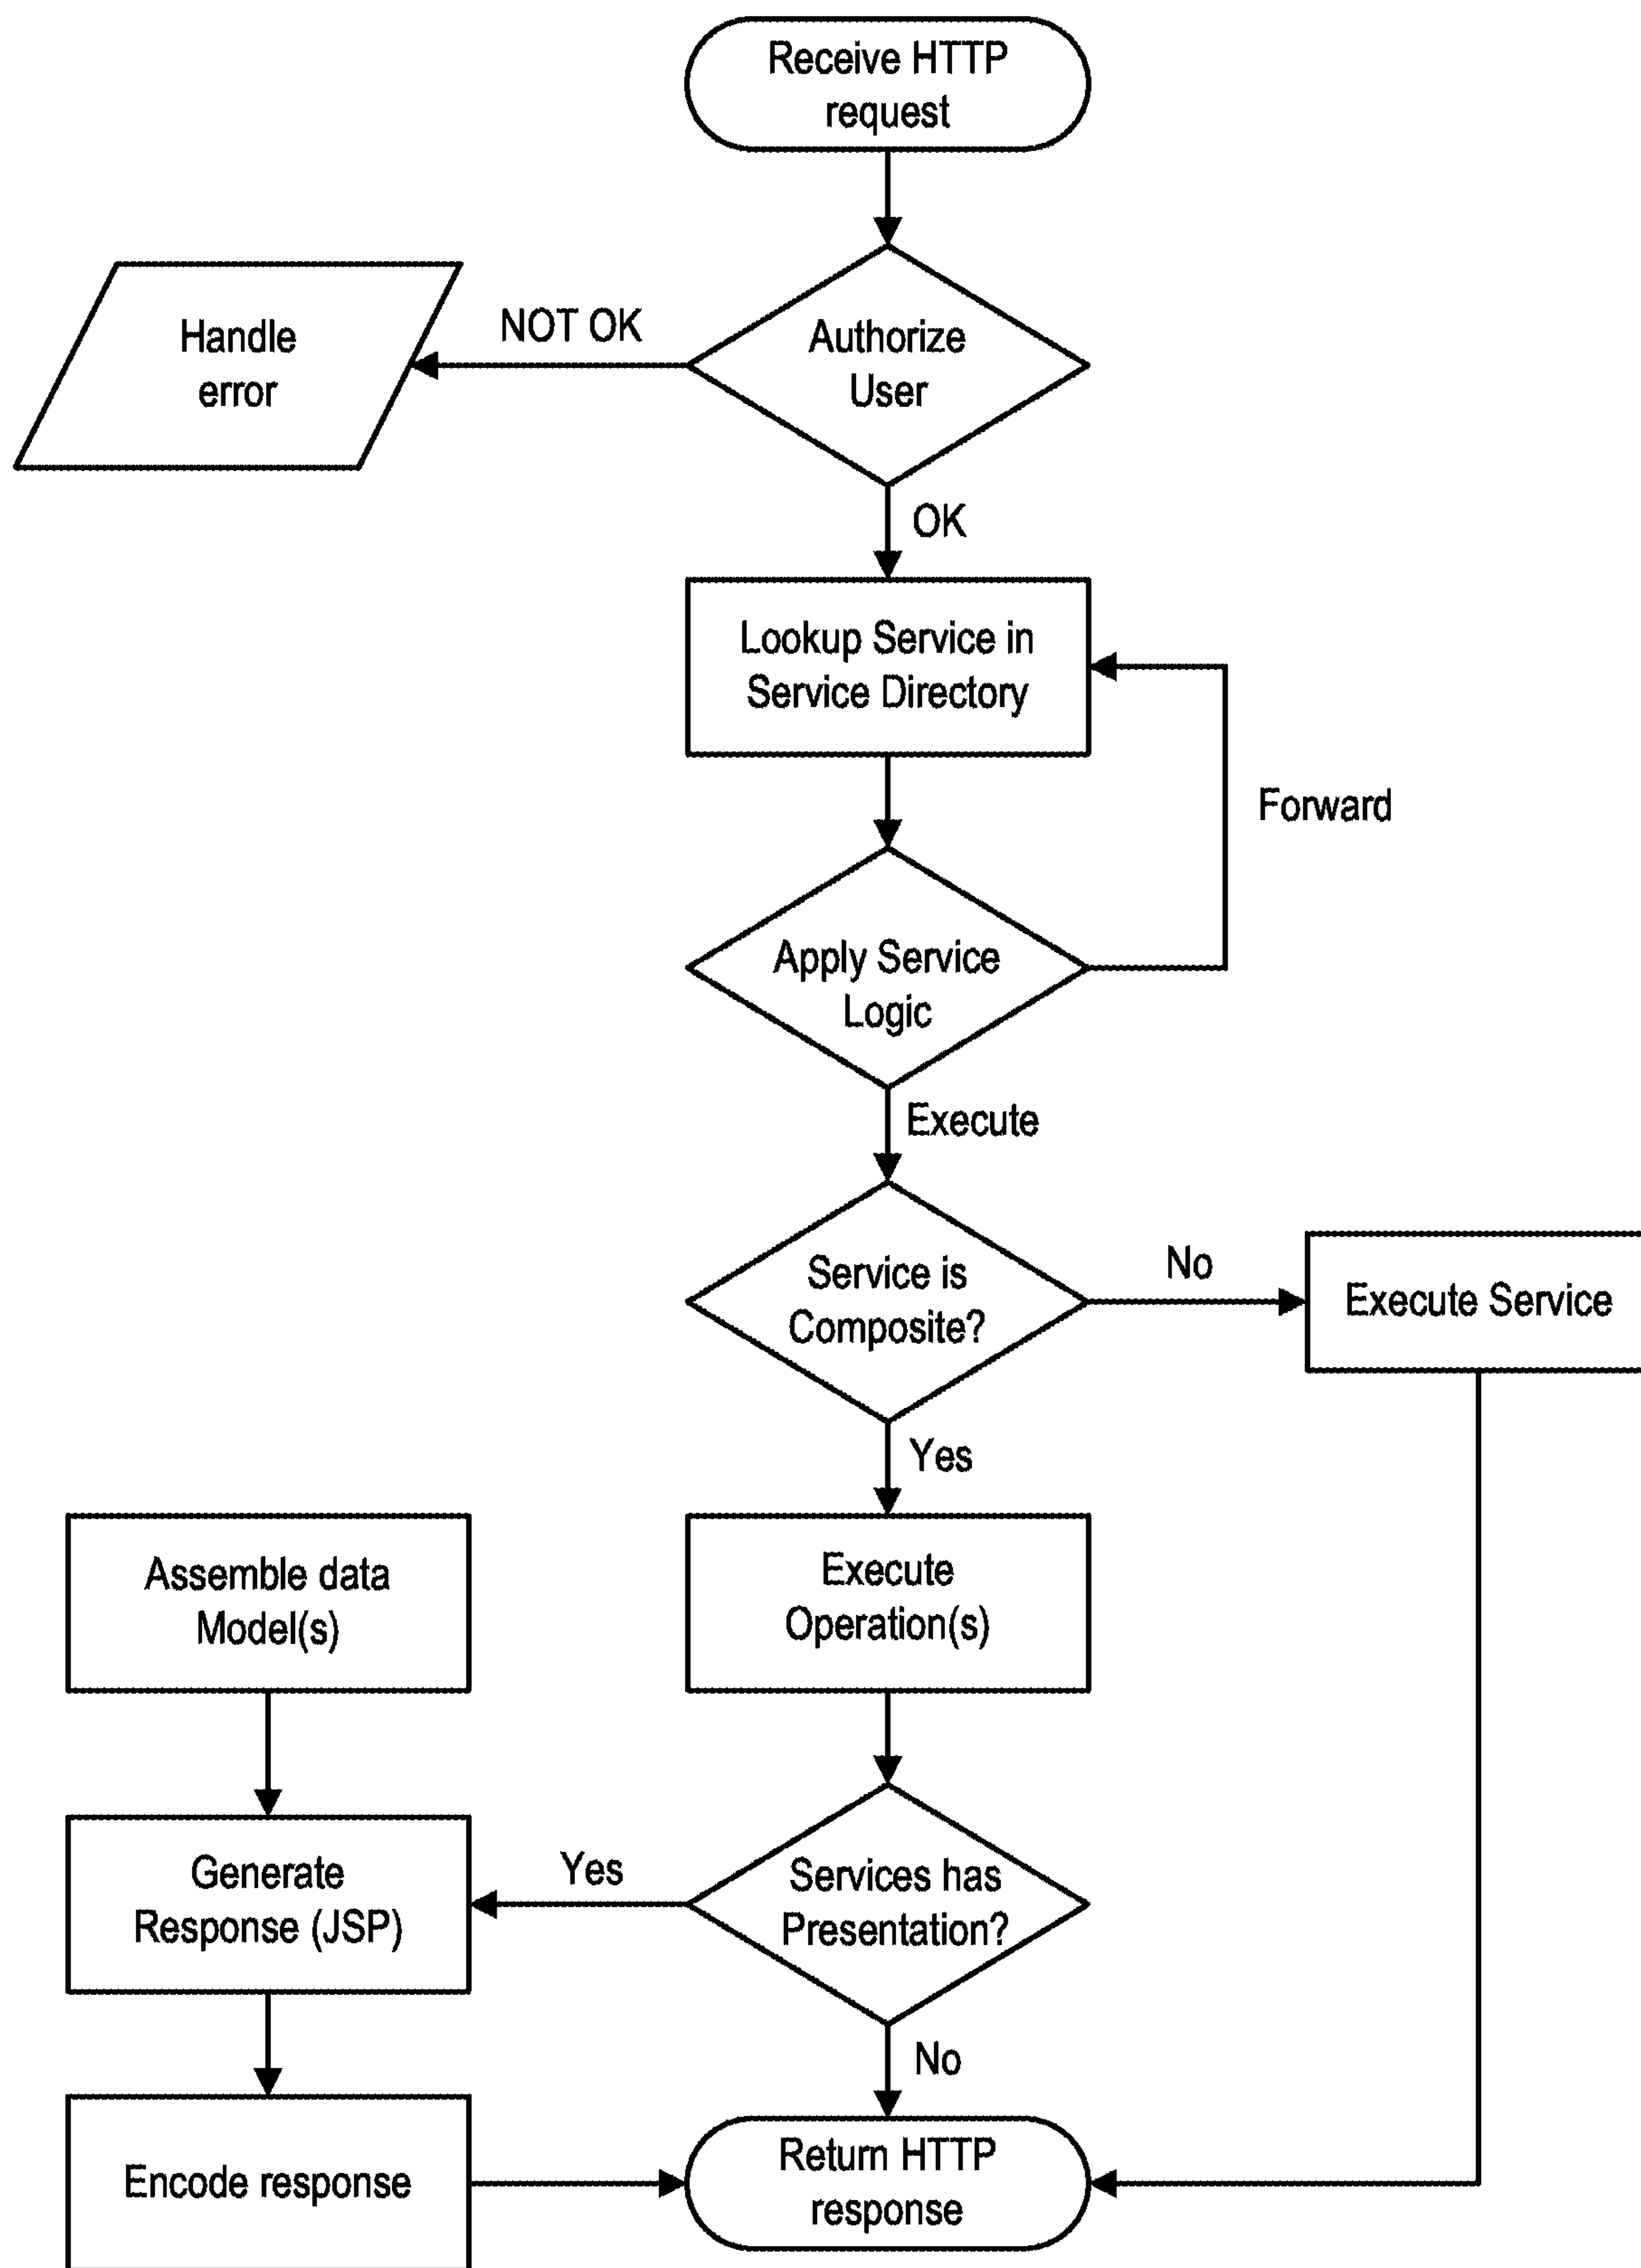 Receive HTTP
request
NOT OK
Handle
error
Authorize
User
OK
Lookup Service in
Service Directory
Forward
Apply Service
Logic
Execute
Service is
Composite?
No
Execute Service
Yes
Assemble data
Model(s)
Execute
Operation(s)
Generate
Response (JSP)
Yes
Services has
Presentation?
No
Encode response
Return HTTP
response